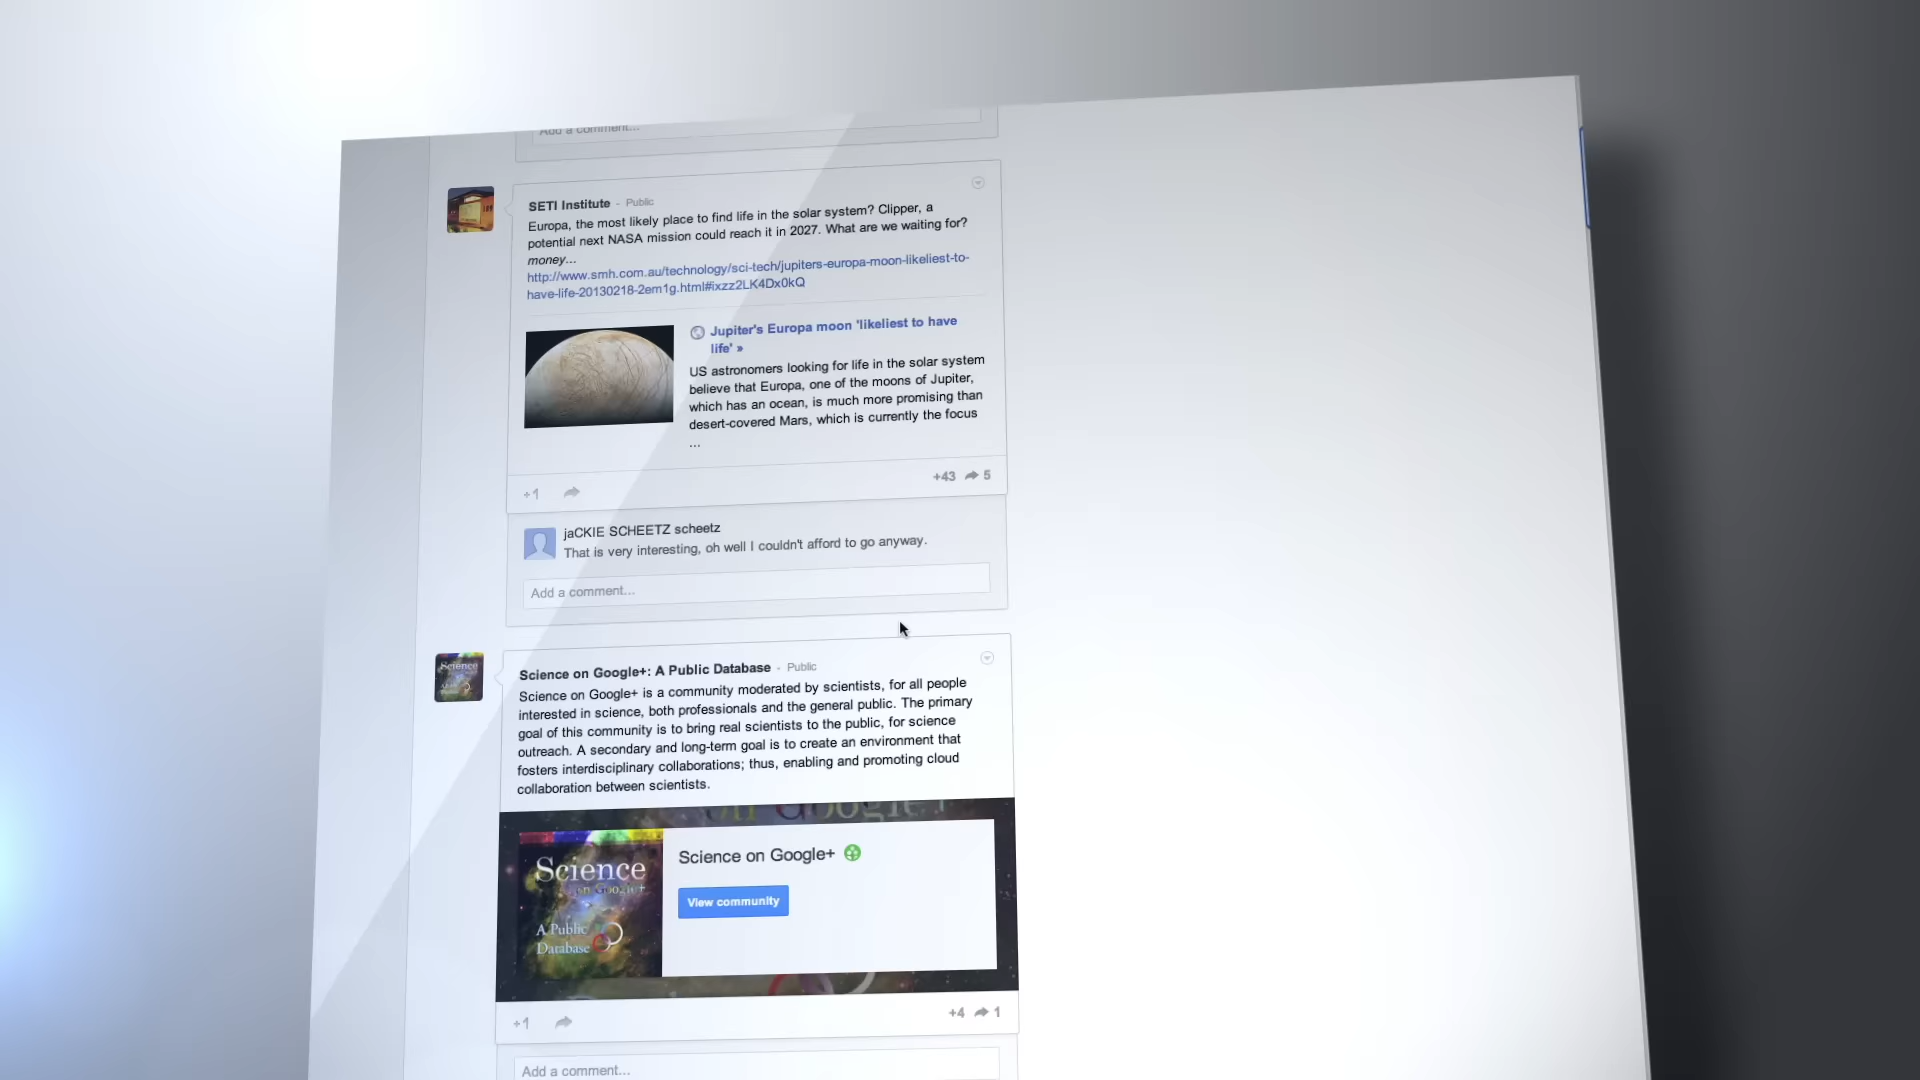 Add a comment...
SETI Institute - Public
Europa, the most likely place to find life in the solar system? Clipper, a
potential next NASA mission could reach it in 2027. What are we waiting for?
money...
http://www.smh.com.au/technology/sci-tech/jupiters-europa-moon-likeliest-to-
have-life-20130218-2em1g.html#ixzz2LK4Dx0kQ
Jupiter's Europa moon 'likeliest to have
life' »
US astronomers looking for life in the solar system
believe that Europa, one of the moons of Jupiter,
which has an ocean, is much more promising than
desert-covered Mars, which is currently the focus
...
+1
+43 5
jaCKIE SCHEETZ scheetz
That is very interesting, oh well I couldn't afford to go anyway.
Add a comment...
Science on Google+: A Public Database - Public
Science on Google+ is a community moderated by scientists, for all people
interested in science, both professionals and the general public. The primary
goal of this community is to bring real scientists to the public, for science
outreach. A secondary and long-term goal is to create an environment that
fosters interdisciplinary collaborations; thus, enabling and promoting cloud
collaboration between scientists.
on Google+
Science
on Google+
A Public
Database
Science on Google+
View community
+1
+4 1
Add a comment...